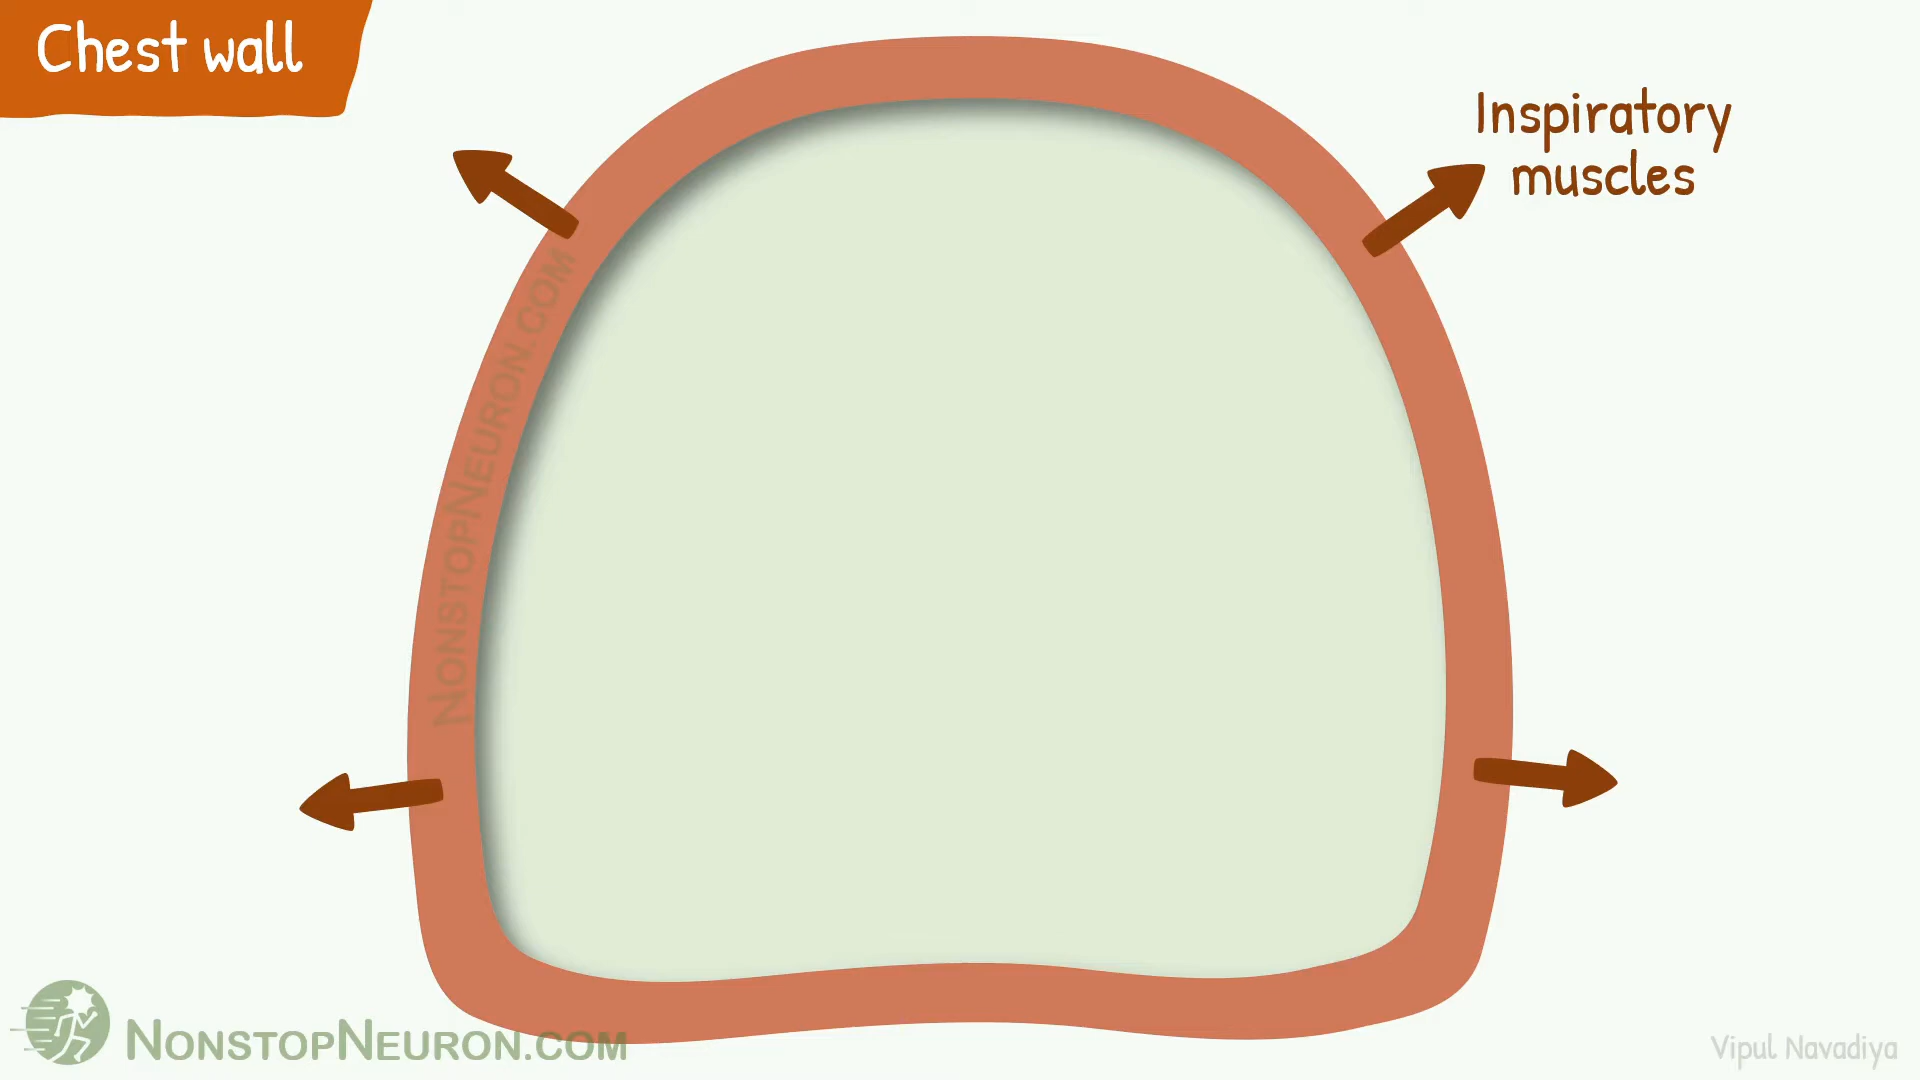 Chest wall
Inspiratory
muscles
NonstopNeuron.com
NonstopNeuron.com
Vipul Navadiya